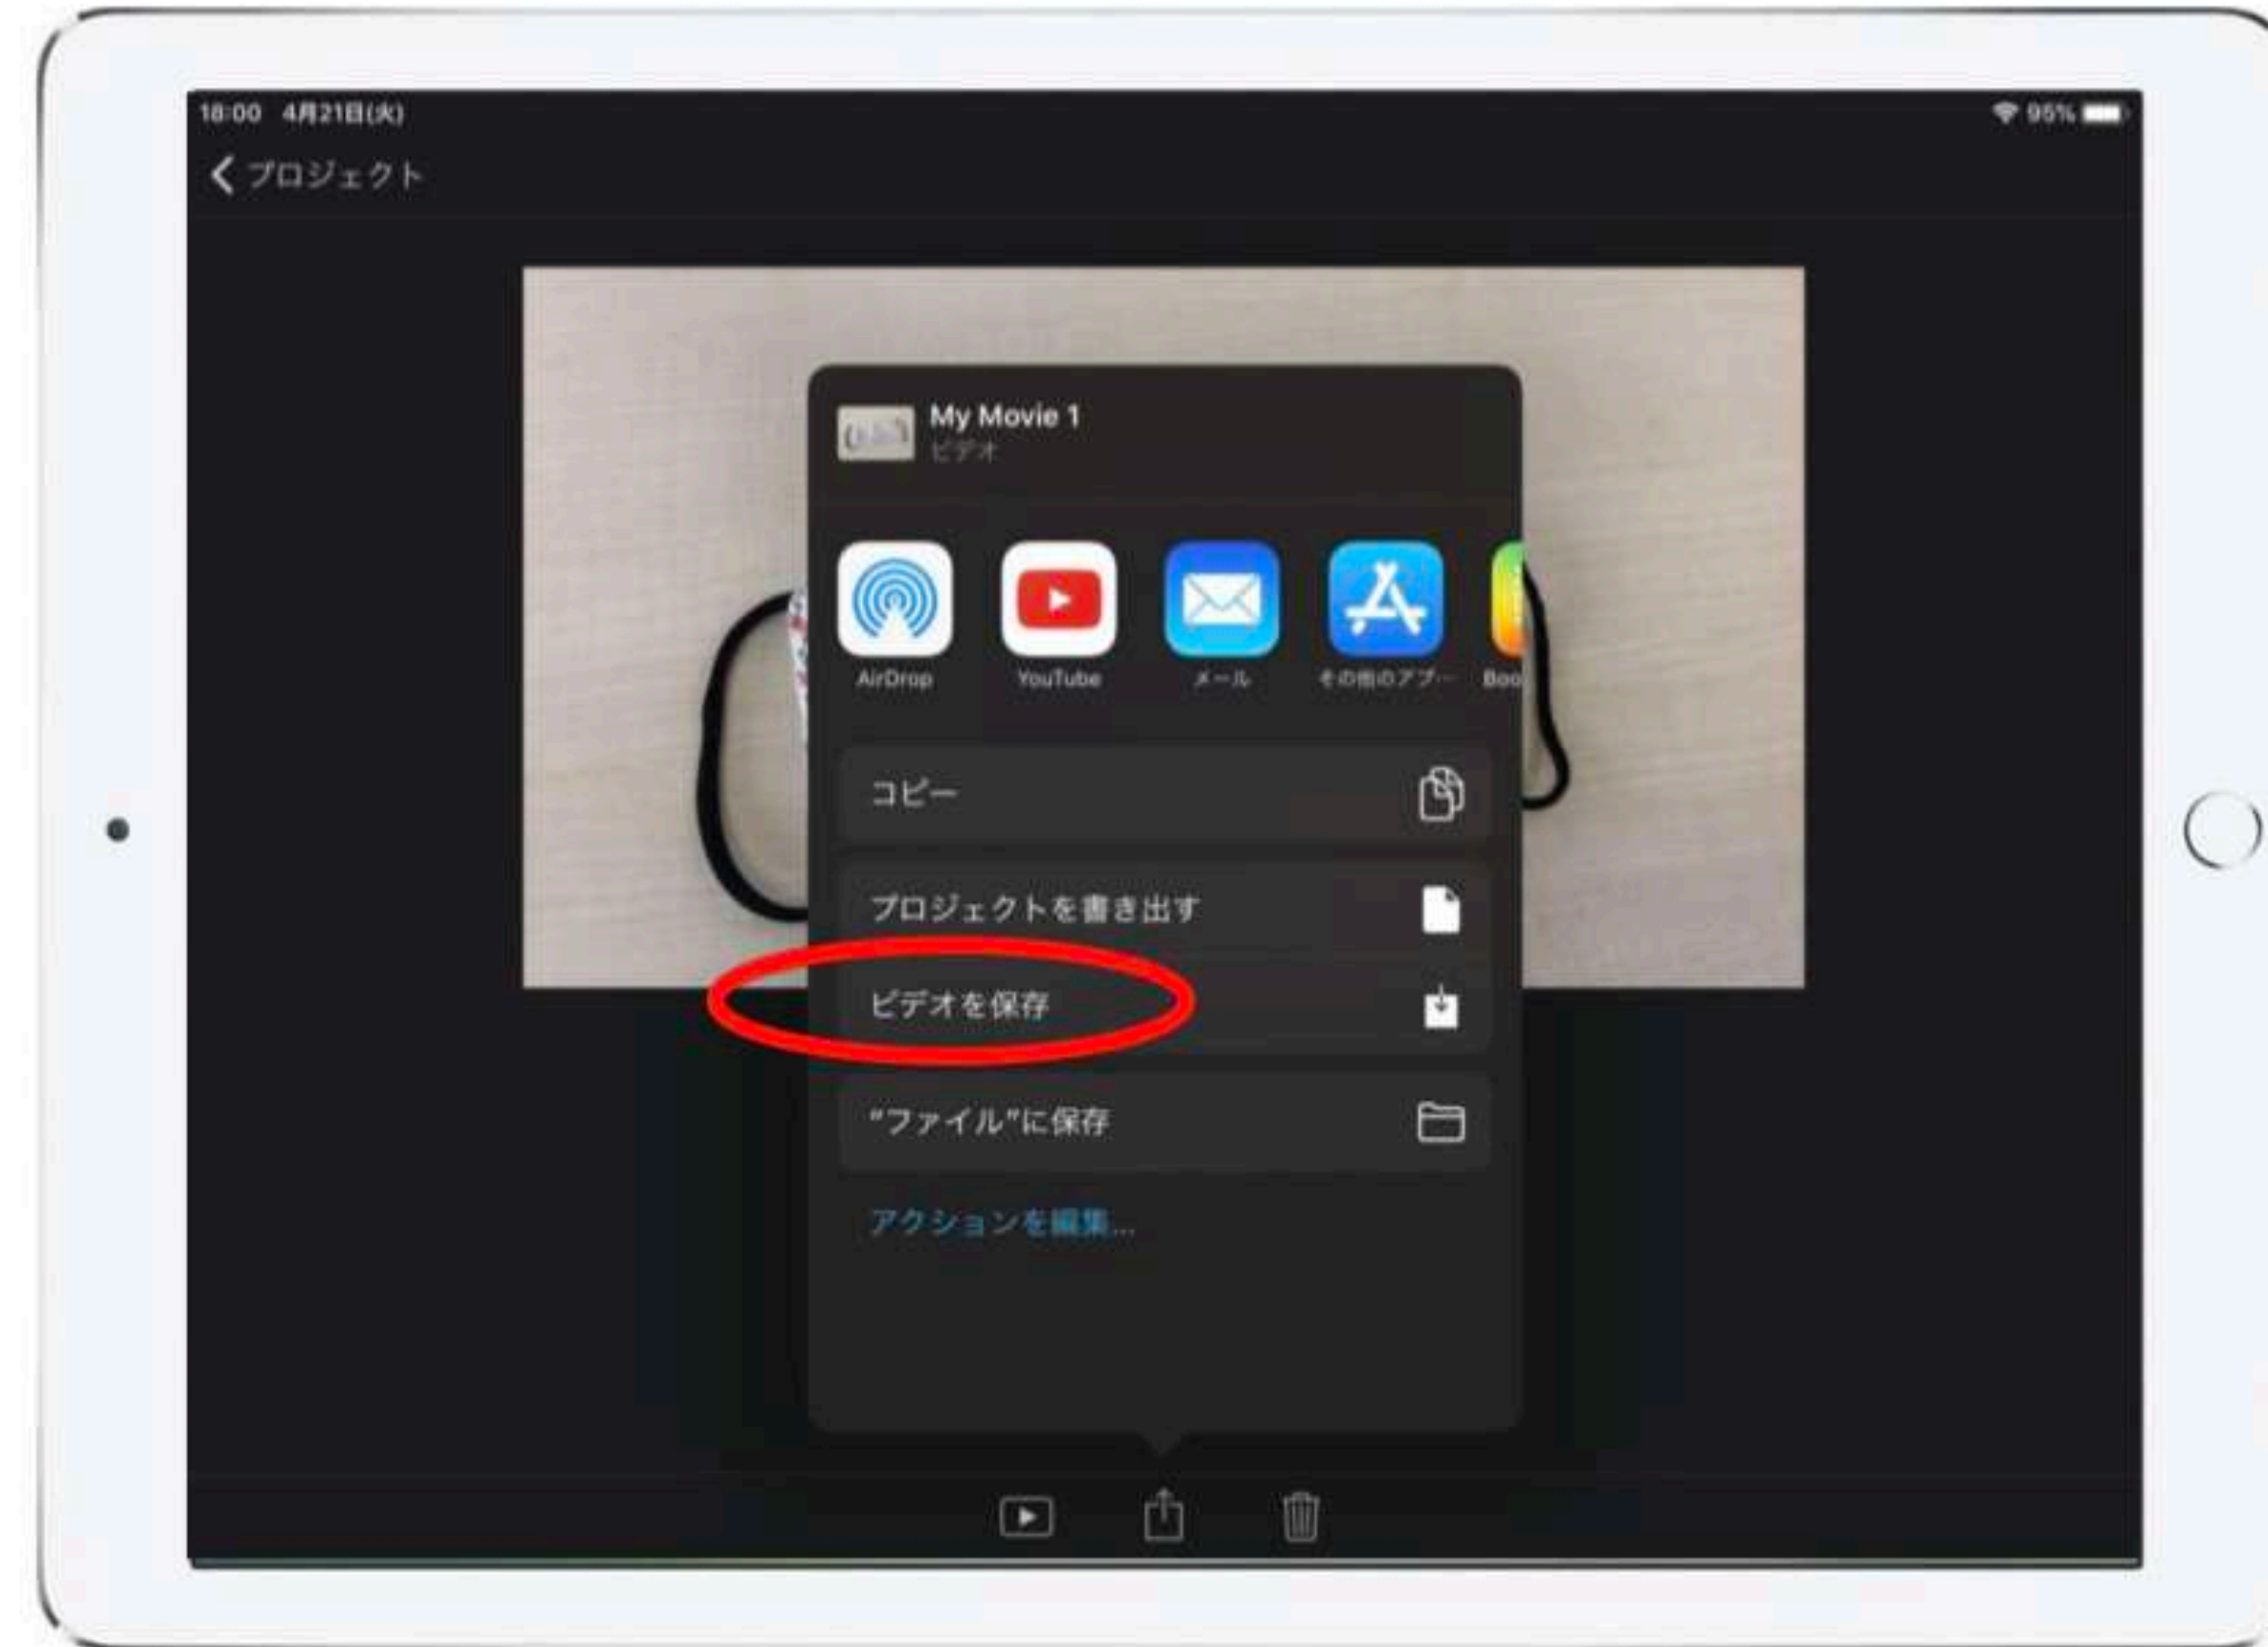 18:00 4月21日(火)
95%
プロジェクト
My Movie 1
ビデオ
AirDrop
YouTube
メール
その他のアプ…
Boo
コピー
プロジェクトを書き出す
ビデオを保存
“ファイル”に保存
アクションを編集...